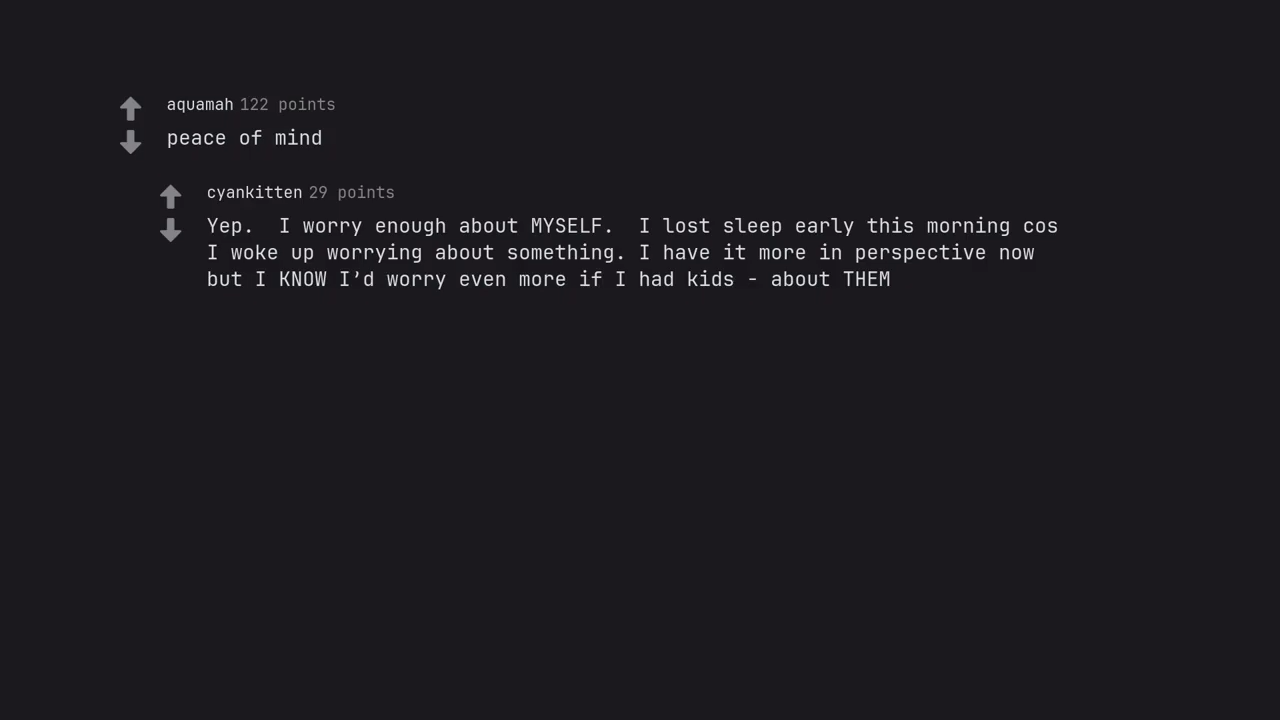 aquamah 122 points
peace of mind
cyankitten 29 points
Yep.  I worry enough about MYSELF.  I lost sleep early this morning cos
I woke up worrying about something. I have it more in perspective now
but I KNOW I’d worry even more if I had kids - about THEM